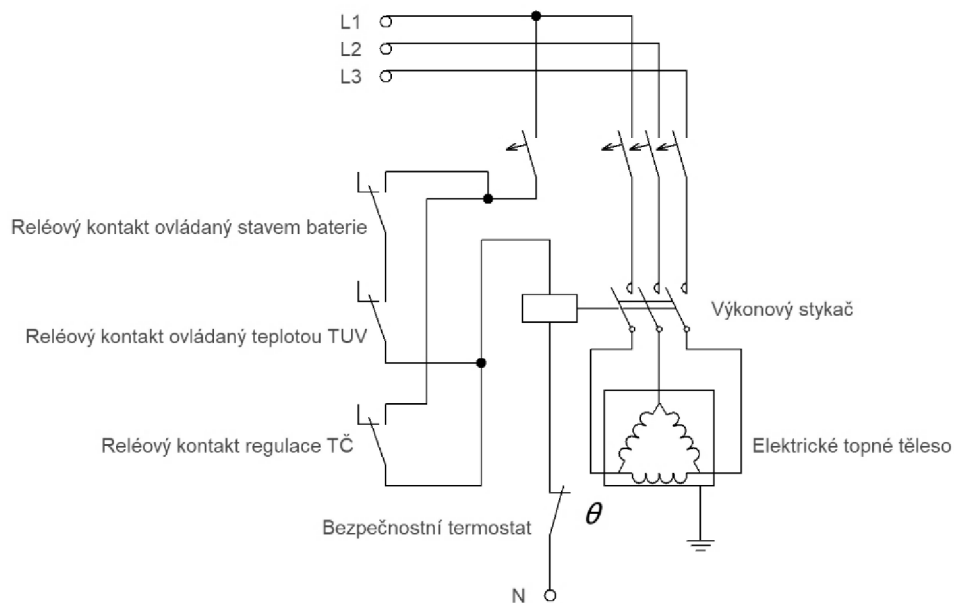 L1
L2
L3
Reléový kontakt ovládaný stavem baterie
Výkonový stykač
Reléový kontakt ovládaný teplotou TUV
Reléový kontakt regulace TČ
Elektrické topné těleso
Bezpečnostní termostat
θ
N